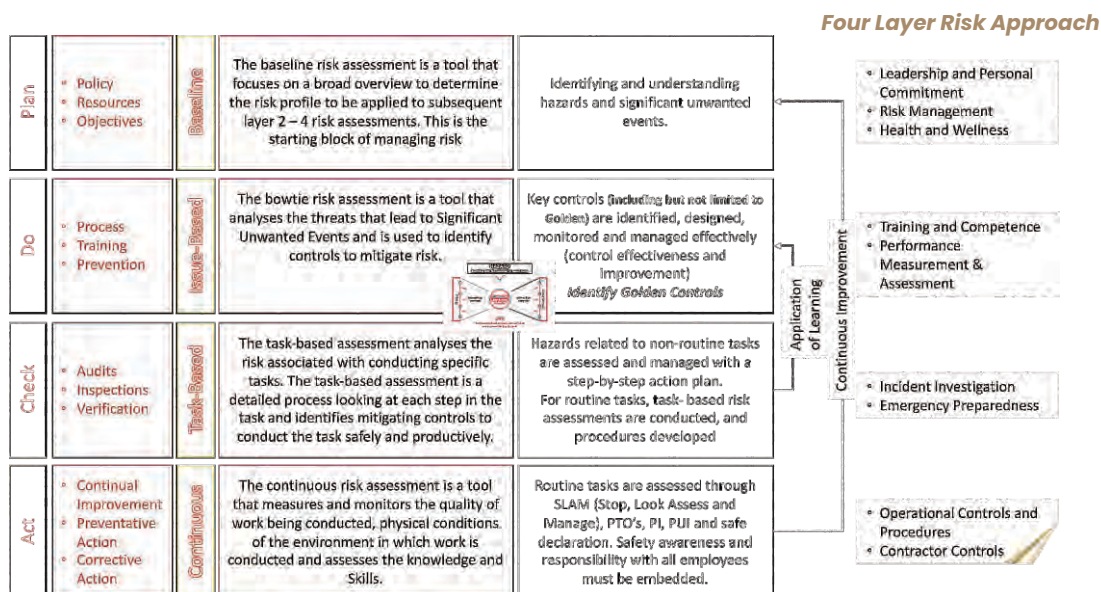 Four Layer Risk Approach
Plan
• Policy
• Resources
• Objectives
Baseline
The baseline risk assessment is a tool that
focuses on a broad overview to determine
the risk profile to be applied to subsequent
layer 2 – 4 risk assessments. This is the
starting block of managing risk
Identifying and understanding
hazards and significant unwanted
events.
• Leadership and Personal
Commitment
• Risk Management
• Health and Wellness
Do
• Process
• Training
• Prevention
Issue-Based
The bowtie risk assessment is a tool that
analyses the threats that lead to Significant
Unwanted Events and is used to identify
controls to mitigate risk.
Key controls (including but not limited to
Golden) are identified, designed,
monitored and managed effectively
(control effectiveness and
improvement)
Identify Golden Controls
• Training and Competence
• Performance
Measurement &
Assessment
Application
of Learning
Continuous Improvement
Check
• Audits
• Inspections
• Verification
Task-Based
The task-based assessment analyses the
risk associated with conducting specific
tasks. The task-based assessment is a
detailed process looking at each step in the
task and identifies mitigating controls to
conduct the task safely and productively.
Hazards related to non-routine tasks
are assessed and managed with a
step-by-step action plan.
For routine tasks, task- based risk
assessments are conducted, and
procedures developed
• Incident Investigation
• Emergency Preparedness
Act
• Continual
Improvement
• Preventative
Action
• Corrective
Action
Continuous
The continuous risk assessment is a tool
that measures and monitors the quality of
work being conducted, physical conditions
of the environment in which work is
conducted and assesses the knowledge and
Skills.
Routine tasks are assessed through
SLAM (Stop, Look Assess and
Manage), PTO's, PI, PUI and safe
declaration. Safety awareness and
responsibility with all employees
must be embedded.
• Operational Controls and
Procedures
• Contractor Controls